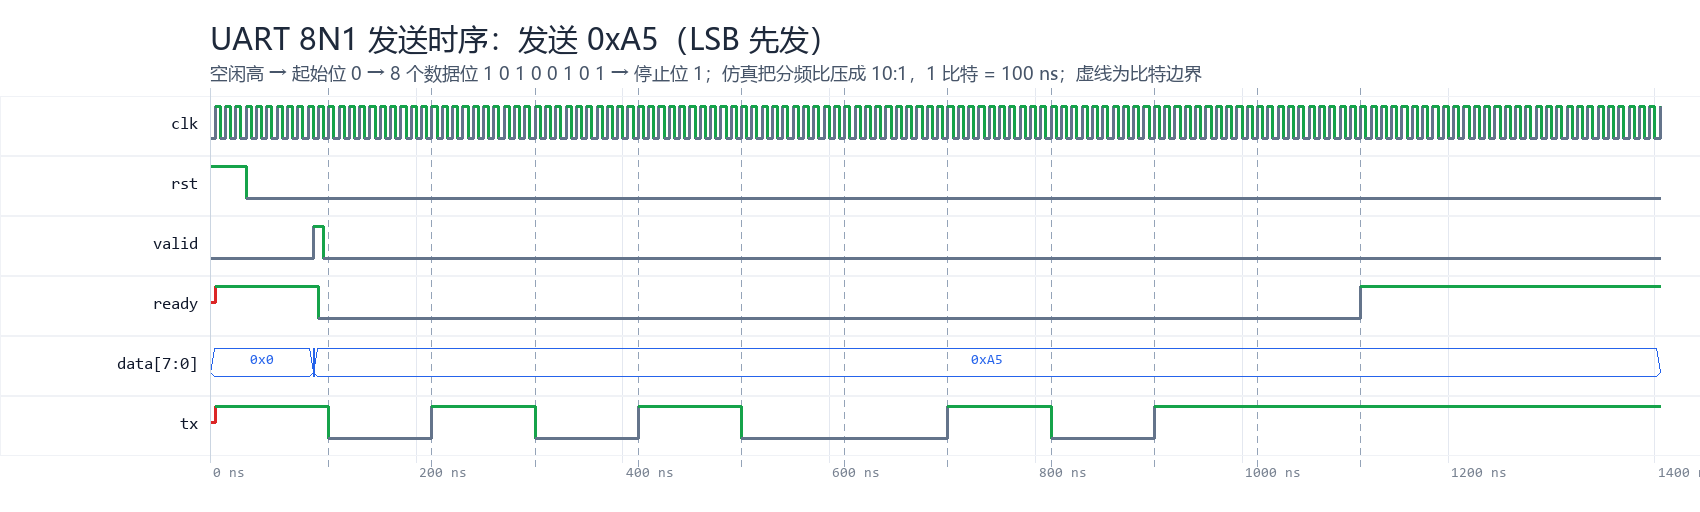 UART 8N1 发送时序：发送 0xA5（LSB 先发）
空闲高 → 起始位 0 → 8 个数据位 1 0 1 0 0 1 0 1 → 停止位 1；仿真把分频比压成 10:1，1 比特 = 100 ns；虚线为比特边界
clk
rst
valid
ready
data[7:0] 0x0 0xA5
tx
0 ns 200 ns 400 ns 600 ns 800 ns 1000 ns 1200 ns 1400 n